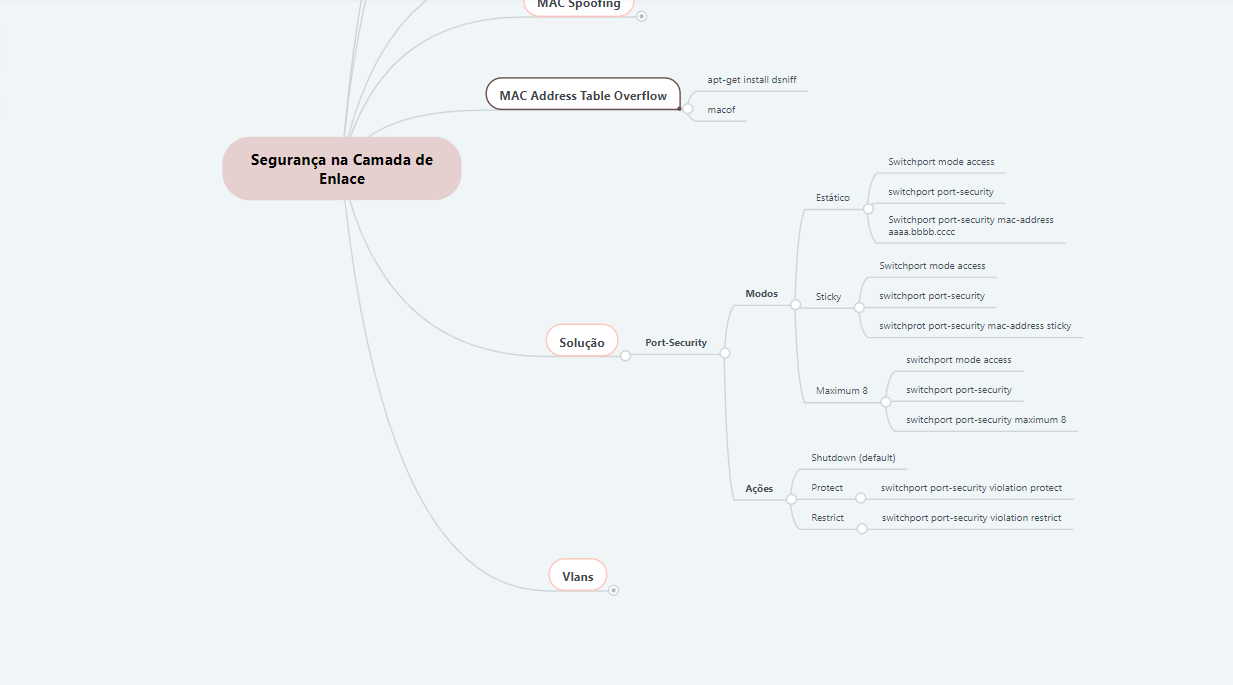 MAC Spoofing
MAC Address Table Overflow
apt-get install dsniff
macof
Segurança na Camada de
Enlace
Solução
Port-Security
Modos
Estático
Switchport mode access
switchport port-security
Switchport port-security mac-address
aaaa.bbbb.cccc
Sticky
Switchport mode access
switchport port-security
switchprot port-security mac-address sticky
Maximum 8
switchport mode access
switchport port-security
switchport port-security maximum 8
Ações
Shutdown (default)
Protect
switchport port-security violation protect
Restrict
switchport port-security violation restrict
Vlans